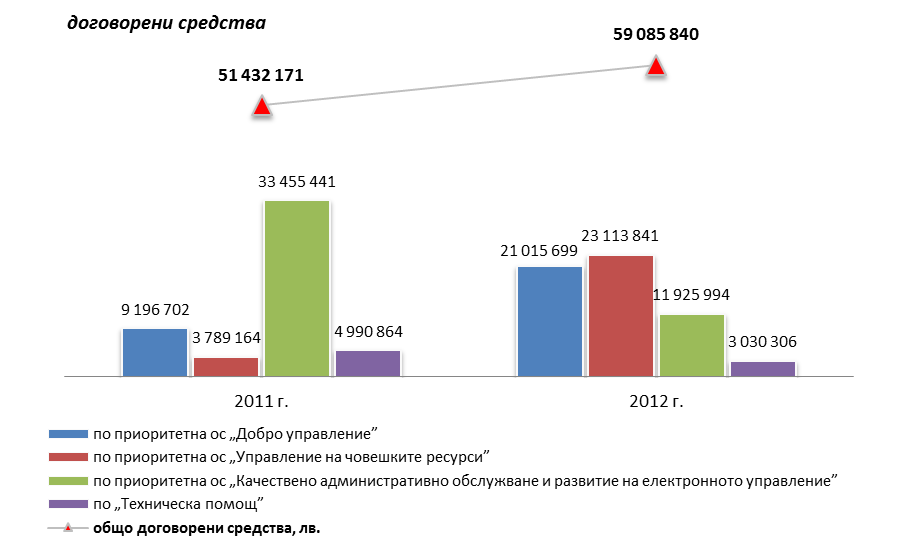 договорени средства
59 085 840
51 432 171
33 455 441
23 113 841
21 015 699
11 925 994
9 196 702
3 789 164
4 990 864
3 030 306
2011 г.
2012 г.
по приоритетна ос „Добро управление”
по приоритетна ос „Управление на човешките ресурси”
по приоритетна ос „Качествено административно обслужване и развитие на електронното управление”
по „Техническа помощ”
общо договорени средства, лв.